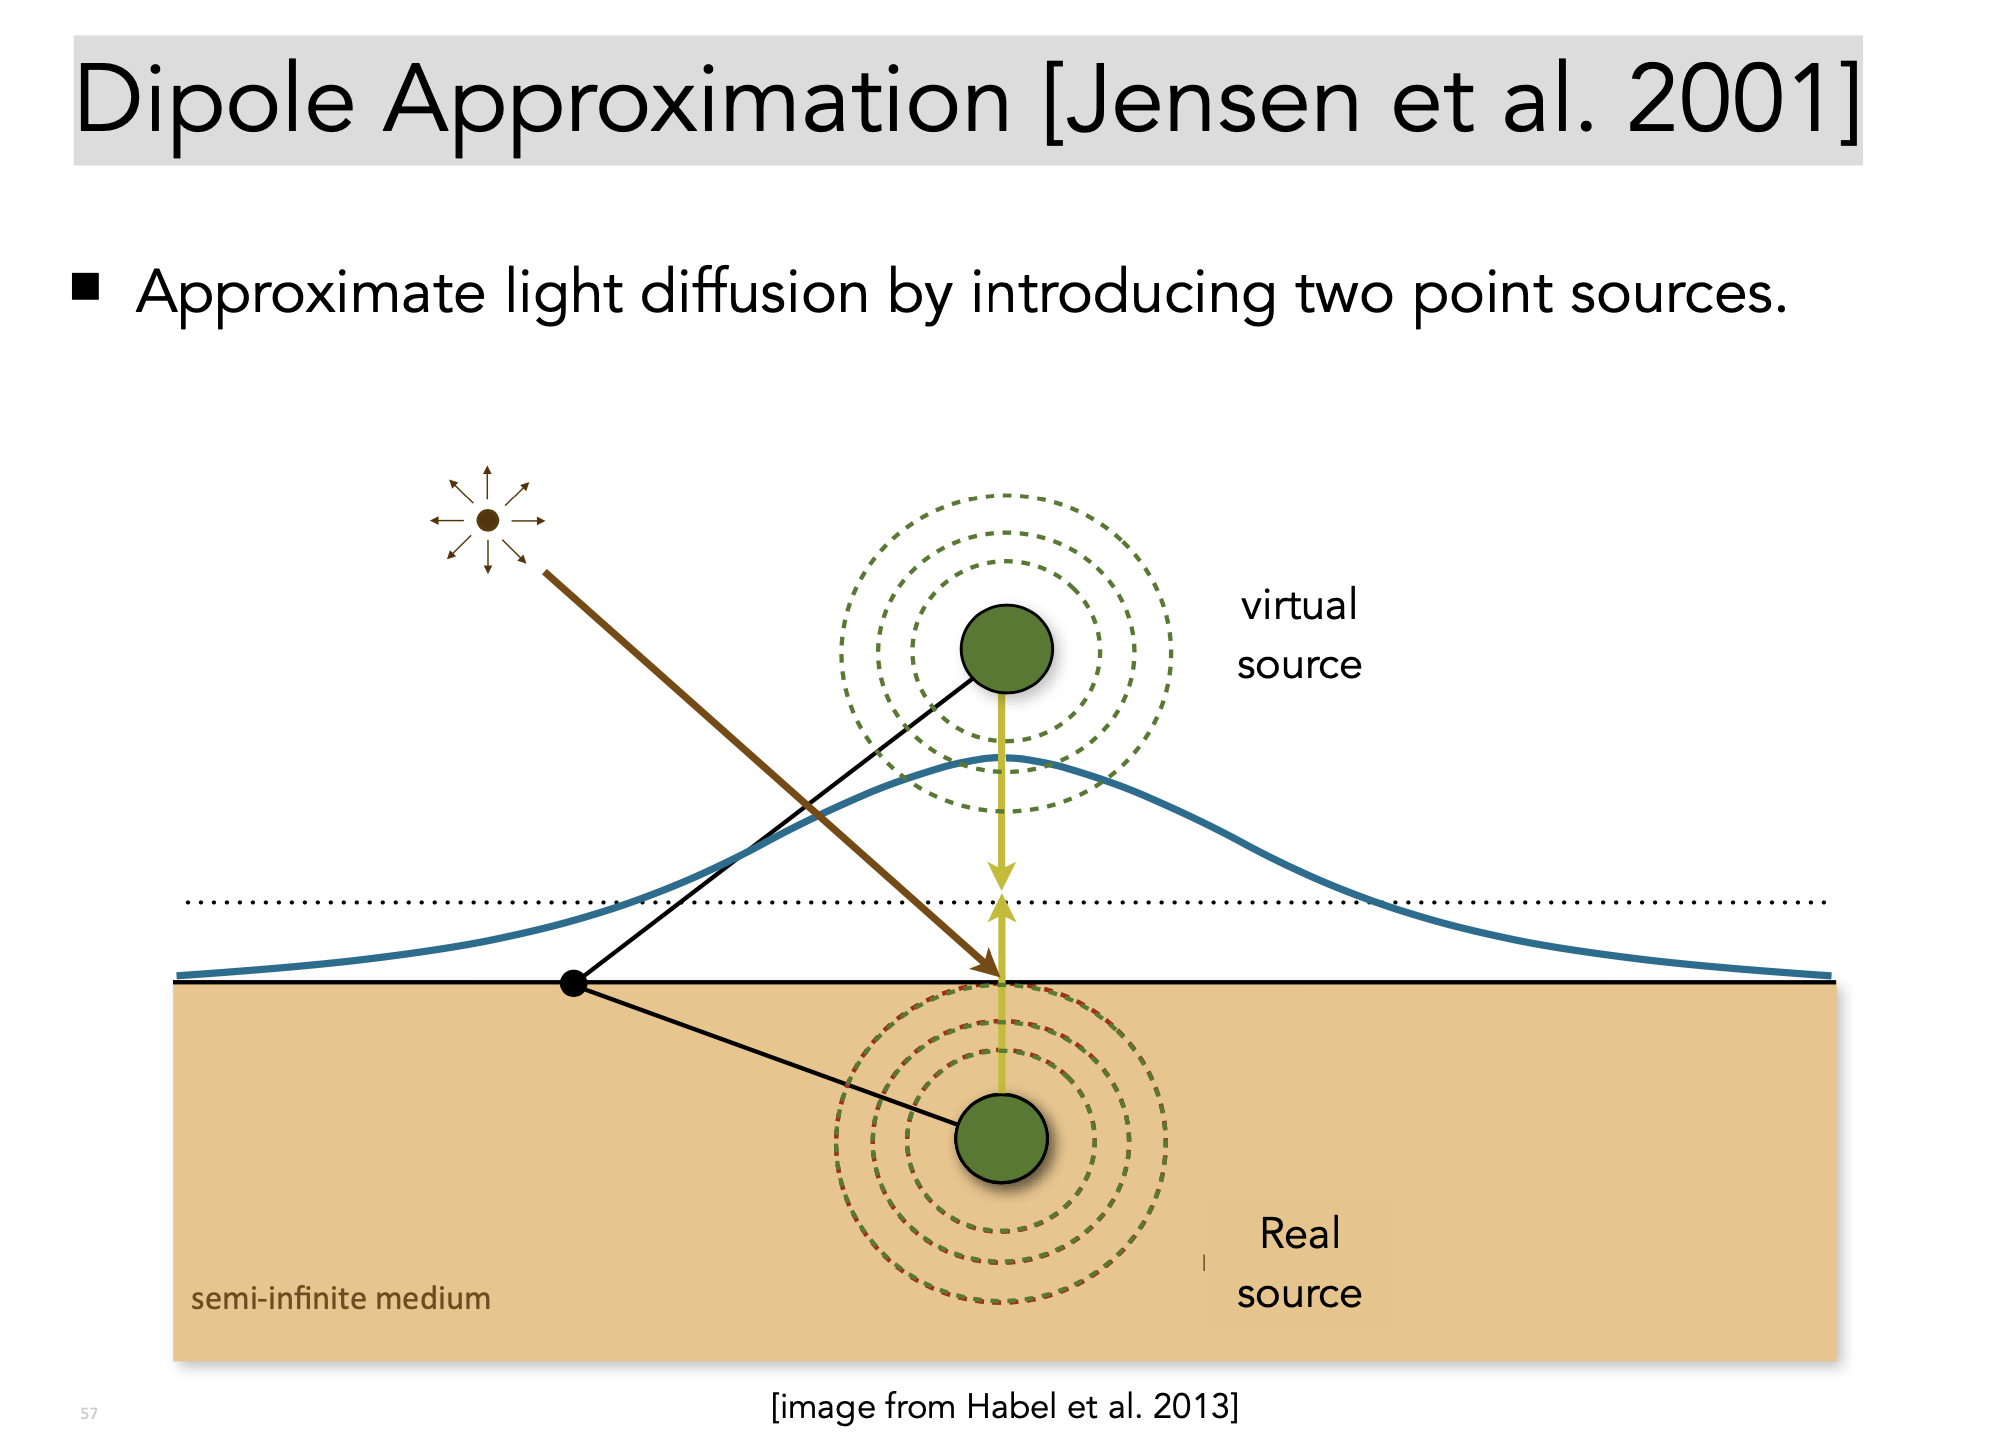 Dipole Approximation [Jensen et al. 2001]
■ Approximate light diffusion by introducing two point sources.
virtual
source
Real
source
semi-infinite medium
[image from Habel et al. 2013]
57